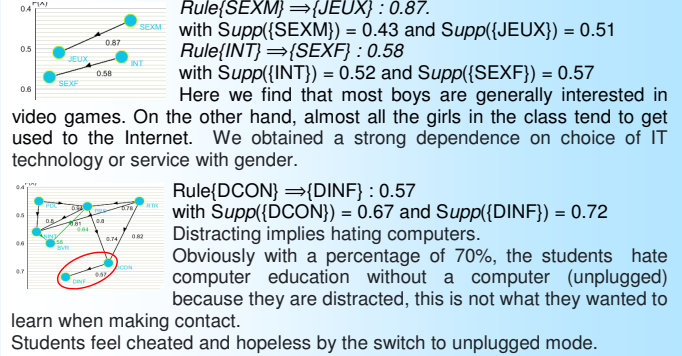 P(X)
0.4
0.5
0.6
SEXM
0.87
JEUX
INT
0.58
SEXF
Rule{SEXM} ⟹{JEUX} : 0.87.
with Supp({SEXM}) = 0.43 and Supp({JEUX}) = 0.51
Rule{INT} ⟹{SEXF} : 0.58
with Supp({INT}) = 0.52 and Supp({SEXF}) = 0.57
Here we find that most boys are generally interested in
video games. On the other hand, almost all the girls in the class tend to get
used to the Internet. We obtained a strong dependence on choice of IT
technology or service with gender.
0.4
0.5
0.6
0.7
0.8
0.64
0.8
0.78
RTR
0.74
0.82
BVR
DCON
0.57
DINF
Rule{DCON} ⟹{DINF} : 0.57
with Supp({DCON}) = 0.67 and Supp({DINF}) = 0.72
Distracting implies hating computers.
Obviously with a percentage of 70%, the students hate
computer education without a computer (unplugged)
because they are distracted, this is not what they wanted to
learn when making contact.
Students feel cheated and hopeless by the switch to unplugged mode.